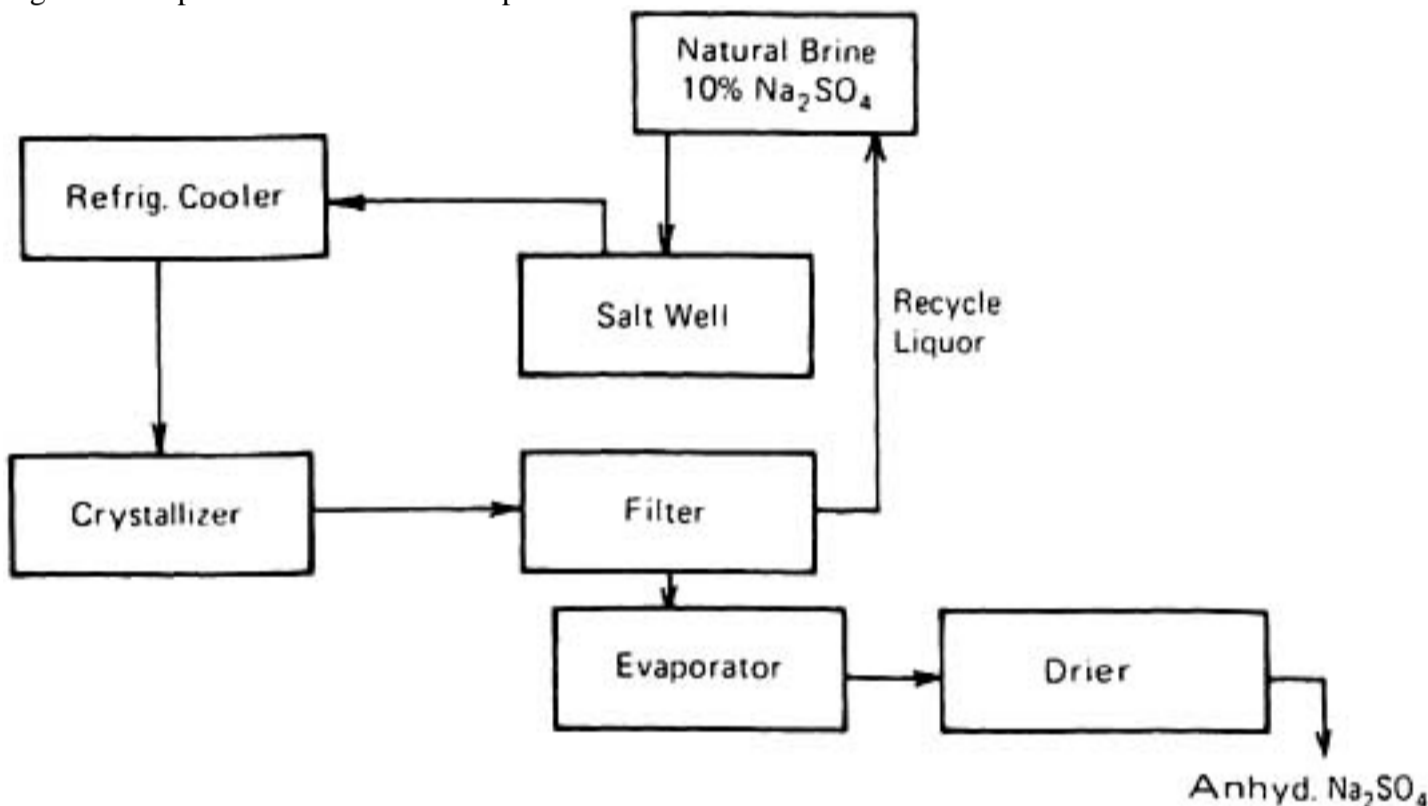 Natural Brine
10% Na₂SO₄
Refrig. Cooler
Salt Well
Recycle
Liquor
Crystallizer
Filter
Evaporator
Drier
Anhyd. Na₂SO₄